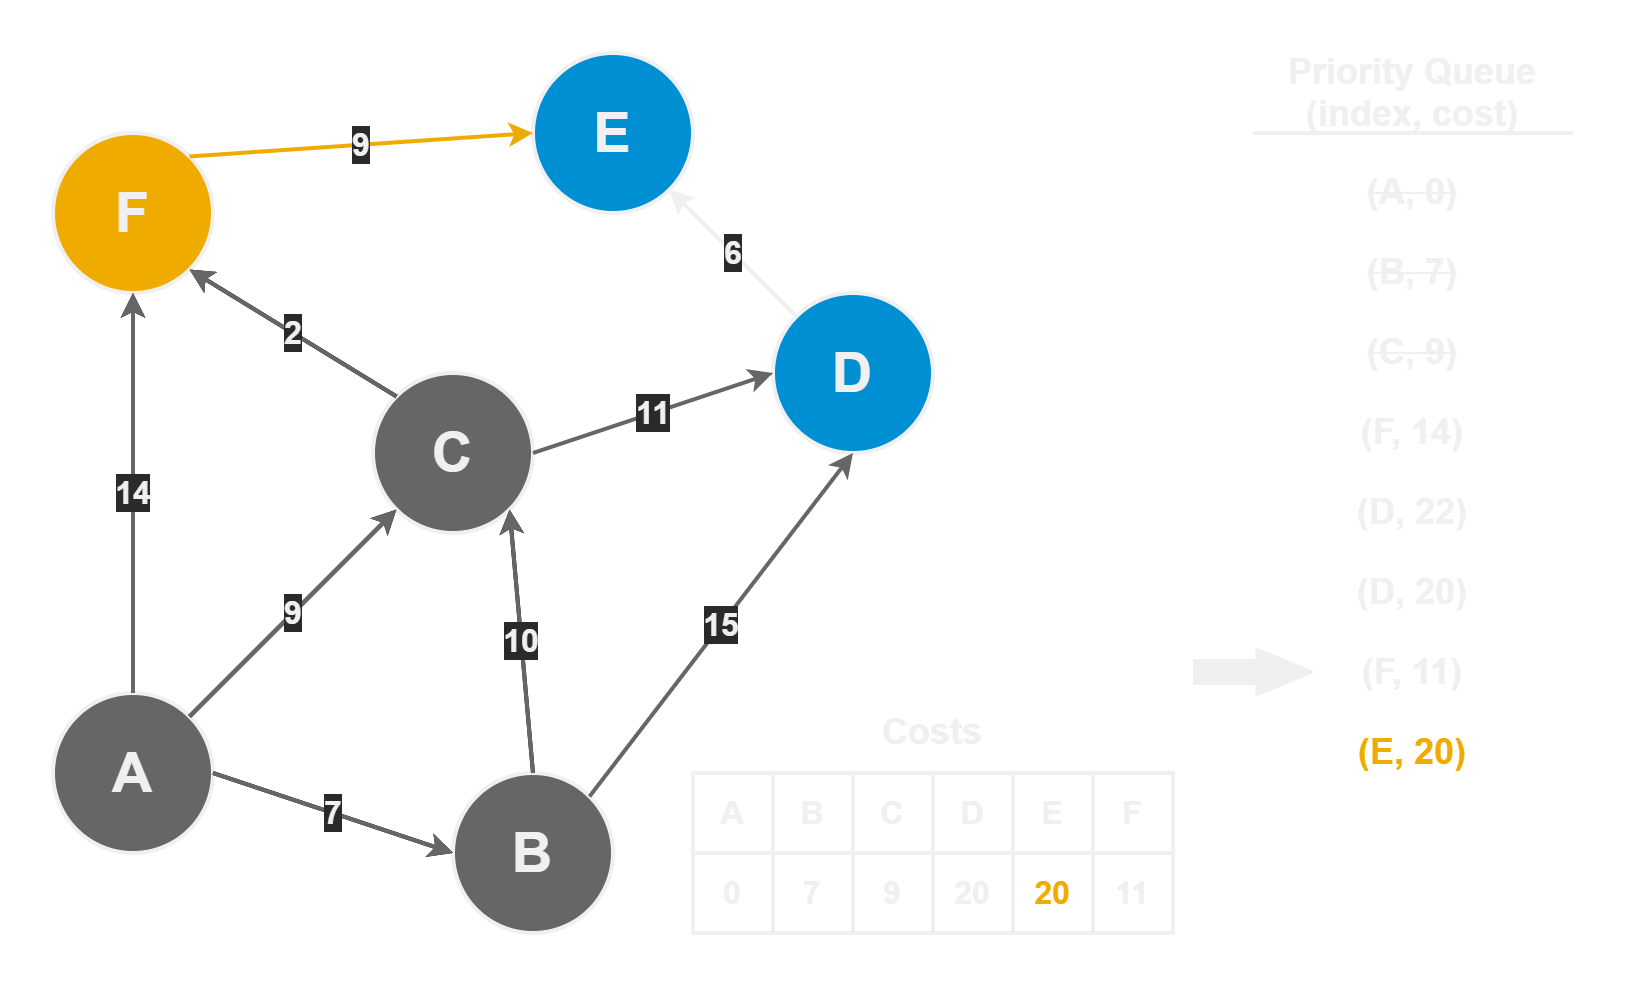 E
9
F
6
2
D
11
C
14
9
10
15
A
7
B
Costs
A B C D E F
0 7 9 20 20 11
Priority Queue
(index, cost)
(A, 0)
(B, 7)
(C, 9)
(F, 14)
(D, 22)
(D, 20)
(F, 11)
(E, 20)